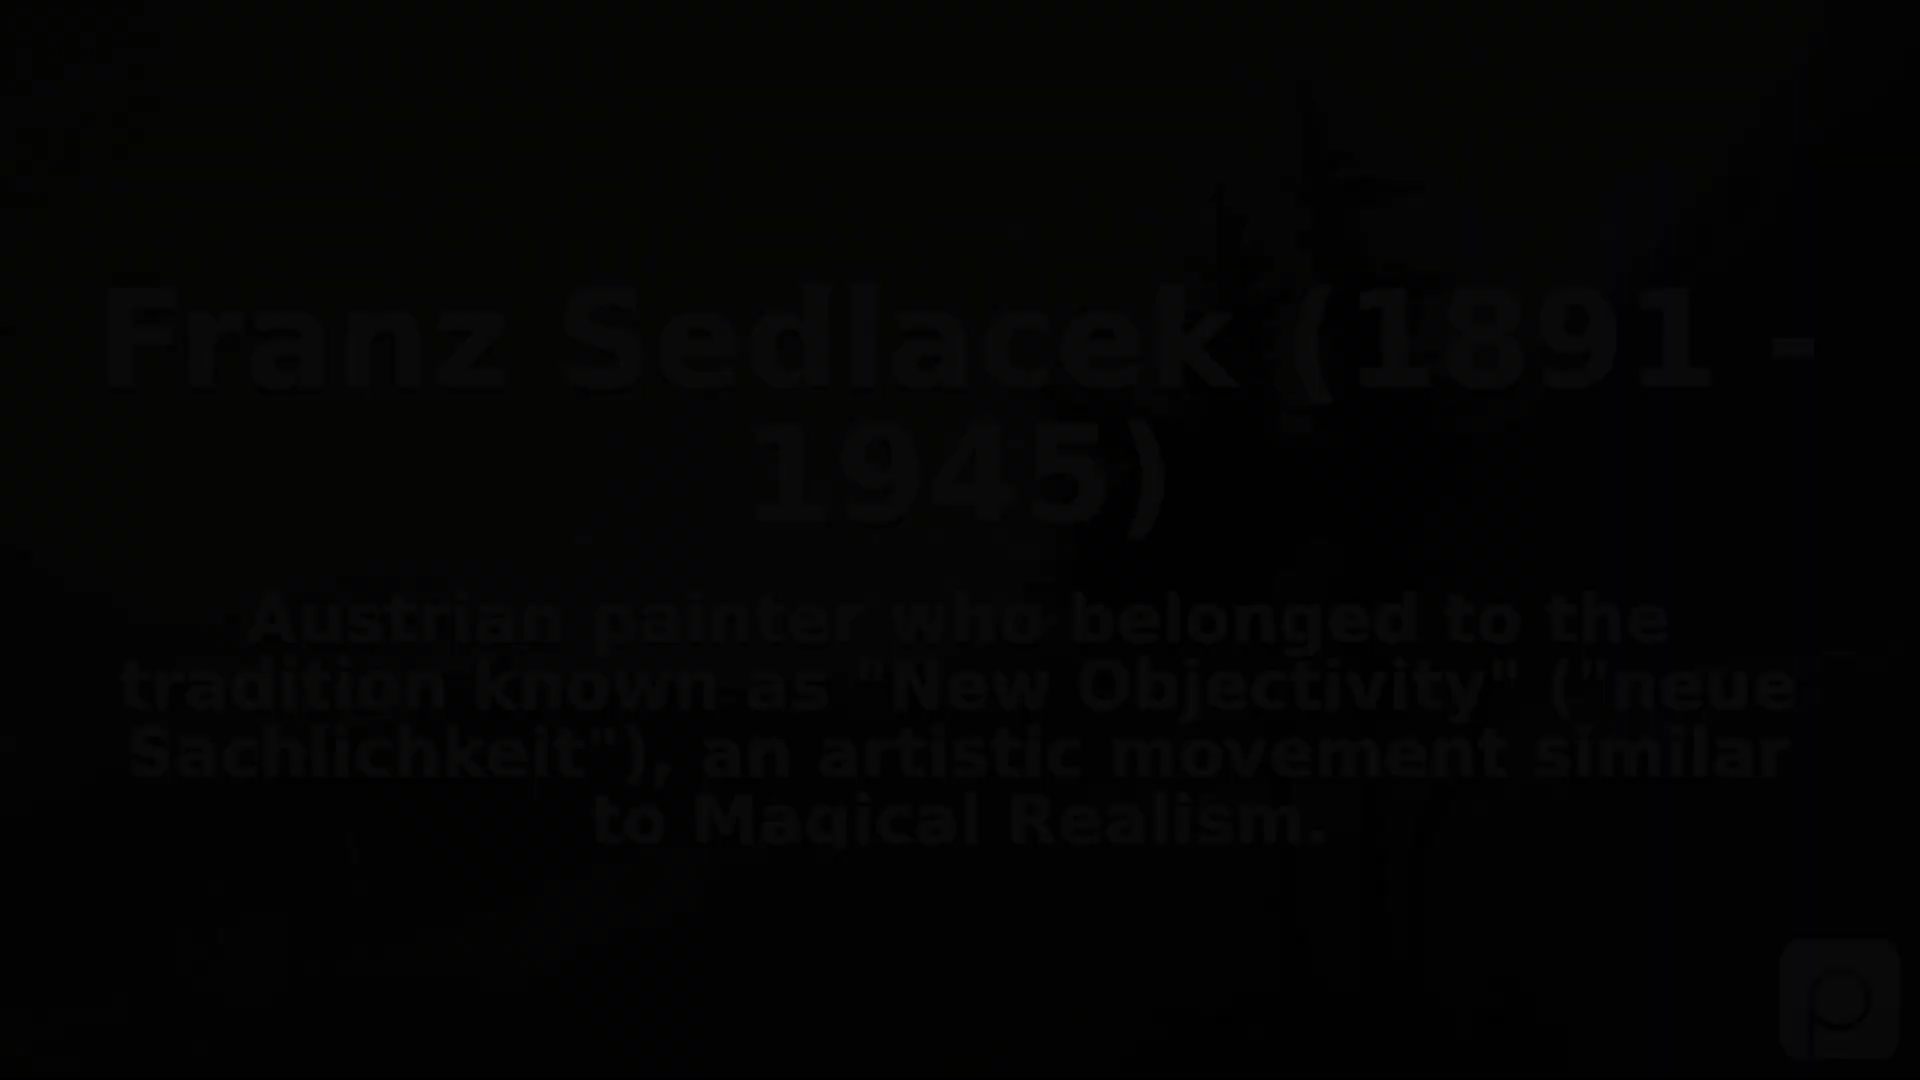 Franz Sedlacek (1891 -
1945)
Austrian painter who belonged to the
tradition known as "New Objectivity" ("neue
Sachlichkeit"), an artistic movement similar
to Magical Realism.